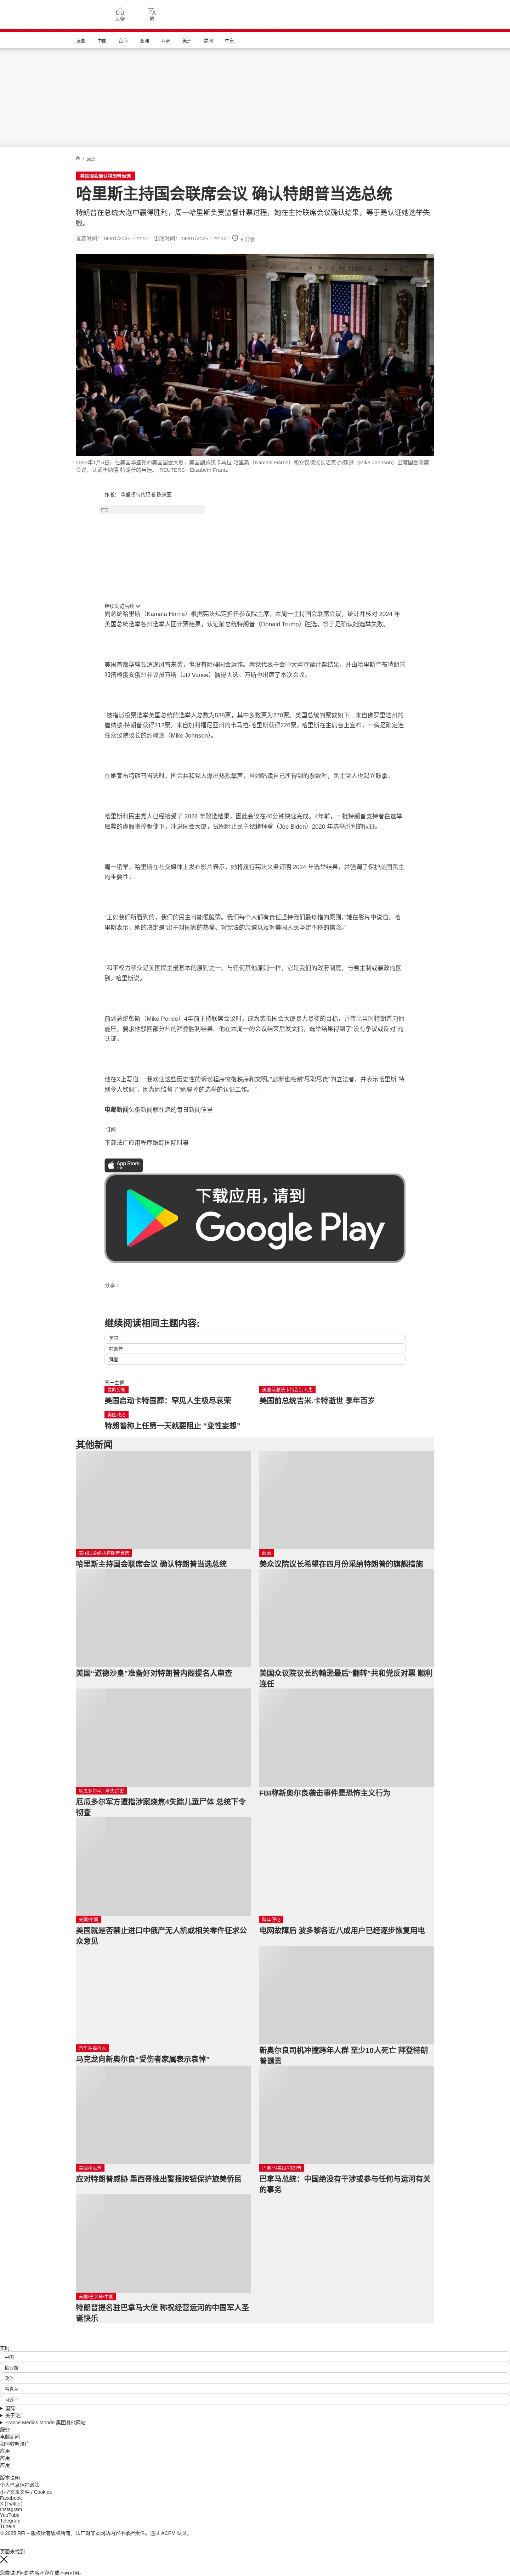 头条
繁
法国
中国
台海
亚洲
非洲
美洲
欧洲
中东
/ 美洲
美国国会确认特朗普当选
哈里斯主持国会联席会议 确认特朗普当选总统
特朗普在总统大选中赢得胜利，周一哈里斯负责监督计票过程，她在主持联席会议确认结果，等于是认证她选举失
败。
发表时间： 06/01/2025 - 22:50 更改时间： 06/01/2025 - 22:52 6 分钟
2025年1月6日，在美国华盛顿的美国国会大厦，美国副总统卡马拉·哈里斯（Kamala Harris）和众议院议长迈克·约翰逊（Mike Johnson）出席国会联席
会议，认证唐纳德·特朗普的当选。 REUTERS - Elizabeth Frantz
作者： 华盛顿特约记者 陈米亚
广告
继续浏览后续
副总统哈里斯（Kamala Harris）根据宪法规定担任参议院主席，本周一主持国会联席会议，统计并核对 2024 年
美国总统选举各州选举人团计票结果，认证前总统特朗普（Donald Trump）胜选，等于是确认她选举失败。
美国首都华盛顿适逢风雪来袭，但没有阻碍国会运作。两党代表于会中大声宣读计票结果，并由哈里斯宣布特朗普
和搭档俄亥俄州参议员万斯（JD Vance）赢得大选。万斯也出席了本次会议。
“被指派投票选举美国总统的选举人总数为538票，其中多数票为270票。美国总统的票数如下：来自佛罗里达州的
唐纳德·特朗普获得312票。来自加利福尼亚州的卡马拉·哈里斯获得226票。”哈里斯在主席台上宣布，一旁是确定连
任众议院议长的约翰逊（Mike Johnson）。
在她宣布特朗普当选时，国会共和党人爆出热烈掌声，当她唱读自己所得到的票数时，民主党人也起立鼓掌。
哈里斯和民主党人已经接受了 2024 年败选结果，因此会议在40分钟快速完成。4年前，一批特朗普支持者在选举
舞弊的虚假指控驱使下，冲进国会大厦，试图阻止民主党籍拜登（Joe Biden）2020 年选举胜利的认证。
周一稍早，哈里斯在社交媒体上发布影片表示，她将履行宪法义务证明 2024 年选举结果，并强调了保护美国民主
的重要性。
“正如我们所看到的，我们的民主可能很脆弱。我们每个人都有责任坚持我们最珍惜的原则，”她在影片中说道。哈
里斯表示，她的决定是“出于对国家的热爱、对宪法的忠诚以及对美国人民坚定不移的信念。”
“和平权力移交是美国民主最基本的原则之一。与任何其他原则一样，它是我们的政府制度，与君主制或暴政的区
别。”哈里斯说。
前副总统彭斯（Mike Pence）4年前主持联席会议时，成为袭击国会大厦暴力暴徒的目标，并传出当时特朗普向他
施压，要求他驳回部分州的拜登胜利结果。他在本周一的会议结束后发文指，选举结果得到了“没有争议或反对”的
认证。
他在X上写道：“我欢迎这些历史性的诉讼程序恢復秩序和文明。”彭斯也感谢“尽职尽责”的立法者，并表示哈里斯“特
别令人钦佩”，因为她监督了“她输掉的选举的认证工作。 ”
电邮新闻头条新闻就在您的每日新闻信里
订阅
下载法广应用程序跟踪国际时事
App Store
下载
下载应用，请到
Google Play
分享 :
继续阅读相同主题内容:
美国
特朗普
拜登
同一主题
要闻分析
美国启动卡特国葬：罕见人生极尽哀荣
美国前总统卡特告别人生
美国前总统吉米.卡特逝世 享年百岁
美国政治
特朗普称上任第一天就要阻止 “变性妄想”
其他新闻
美国国会确认特朗普当选
哈里斯主持国会联席会议 确认特朗普当选总统
政治
美众议院议长希望在四月份采纳特朗普的旗舰措施
美国“道德沙皇”准备好对特朗普内阁提名人审查
美国众议院议长约翰逊最后“翻转”共和党反对票 顺利
连任
厄瓜多尔/4儿童失踪案
厄瓜多尔军方遭指涉案烧焦4失踪儿童尸体 总统下令
彻查
FBI称新奥尔良袭击事件是恐怖主义行为
美国/中国
美国就是否禁止进口中俄产无人机或相关零件征求公
众意见
跨年停电
电网故障后 波多黎各近八成用户已经逐步恢复用电
汽车冲撞行人
马克龙向新奥尔良“受伤者家属表示哀悼”
新奥尔良司机冲撞跨年人群 至少10人死亡 拜登特朗
普谴责
美国移民潮
应对特朗普威胁 墨西哥推出警报按钮保护旅美侨民
巴拿马/美国/特朗普
巴拿马总统：中国绝没有干涉或参与任何与运河有关
的事务
美国/巴拿马/中国
特朗普提名驻巴拿马大使 称祝经营运河的中国军人圣
诞快乐
实时
中国
俄罗斯
政治
马克龙
习近平
国际
关于法广
France Médias Monde 集团其他网站
服务
电邮新闻
如何收听法广
应用
应用
应用
版本说明
个人信息保护政策
小型文本文件 / Cookies
Facebook
X (Twitter)
Instagram
YouTube
Telegram
TuneIn
© 2025 RFI – 版权所有版权所有。法广对非本网站内容不承担责任。通过 ACPM 认证。
页面未找到
您尝试访问的内容不存在或不再可用。